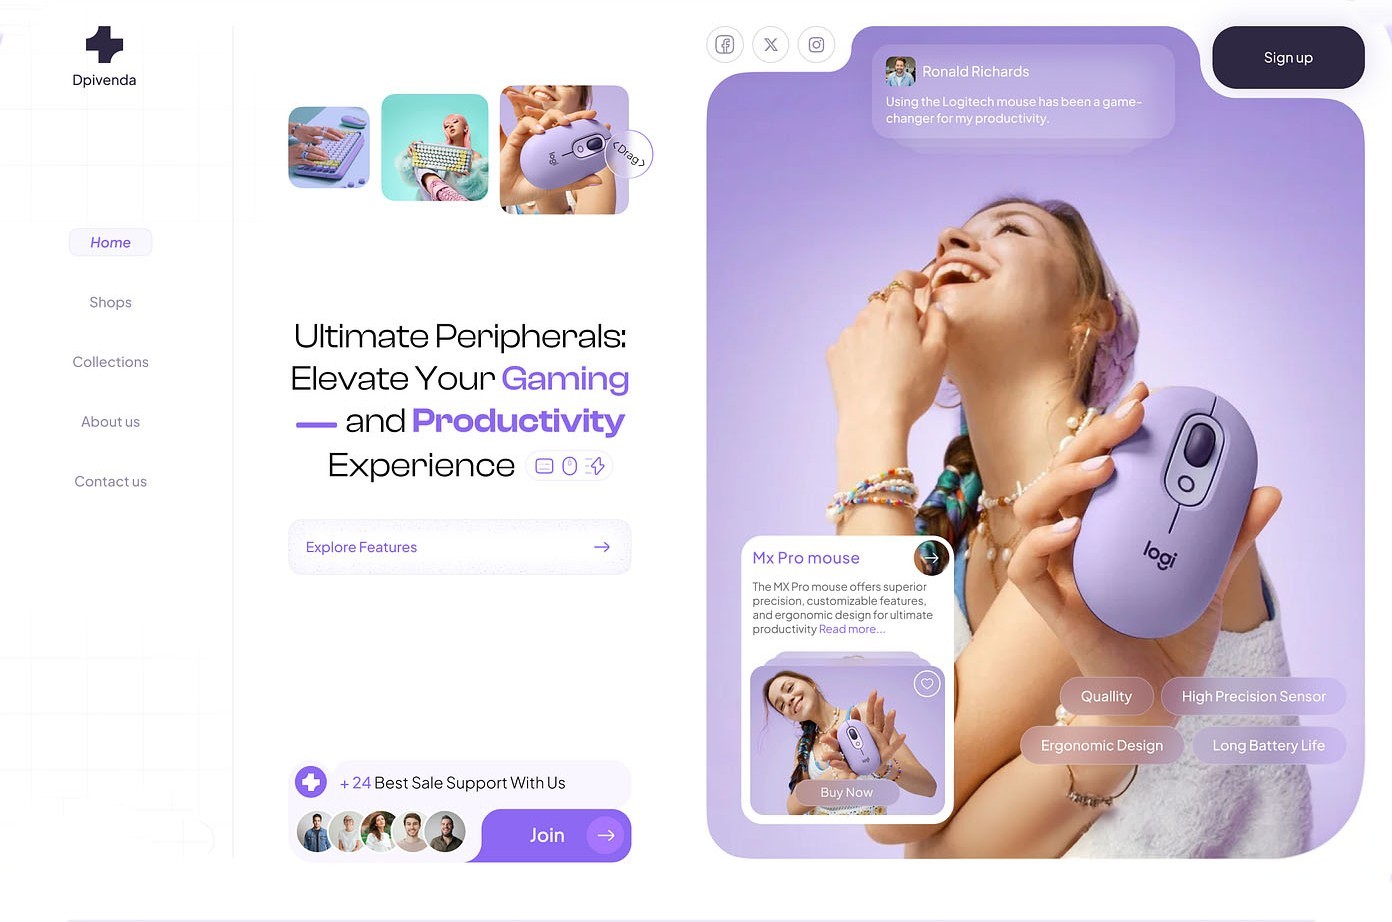 Dpivenda
Home
Shops
Collections
About us
Contact us
<Drag>
logi
Ultimate Peripherals:
Elevate Your Gaming
— and Productivity
Experience
Explore Features
+ 24 Best Sale Support With Us
Join
Sign up
Ronald Richards
Using the Logitech mouse has been a game-
changer for my productivity.
logi
Mx Pro mouse
The MX Pro mouse offers superior
precision, customizable features,
and ergonomic design for ultimate
productivity Read more...
logi
Buy Now
Quallity
High Precision Sensor
Ergonomic Design
Long Battery Life